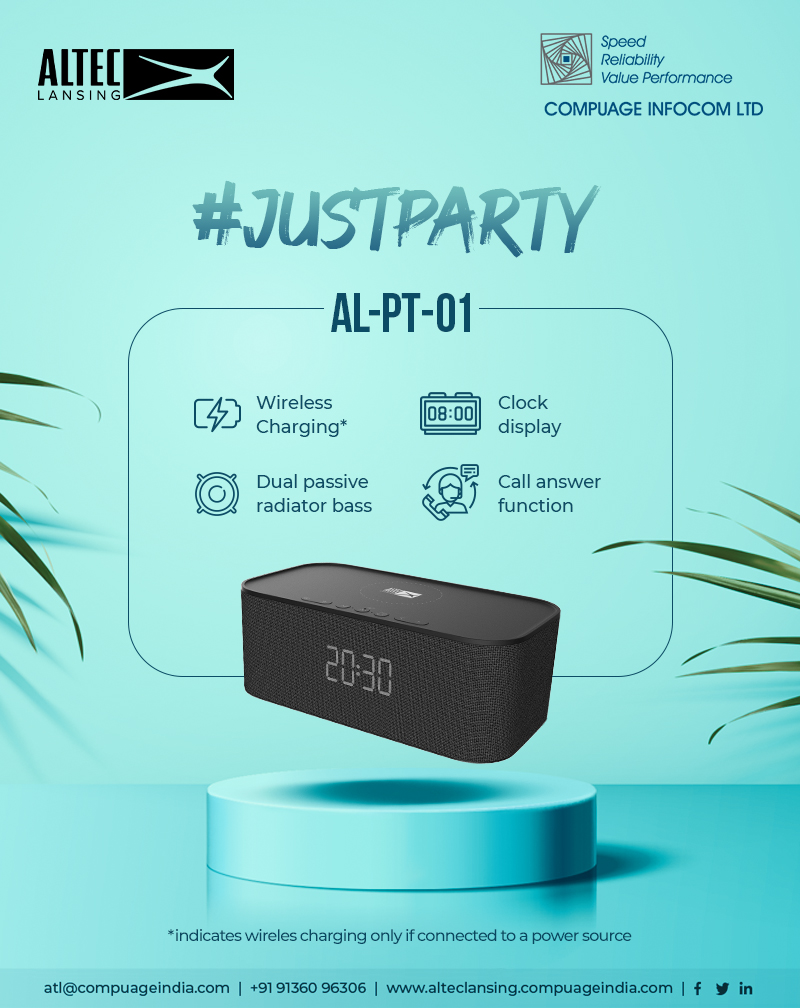 ALTEC
LANSING
Speed
Reliability
Value Performance
COMPUAGE INFOCOM LTD
#JUSTPARTY
AL-PT-01
Wireless
Charging*
08:00
Clock
display
Dual passive
radiator bass
Call answer
function
ALTEC
20:30
*indicates wireles charging only if connected to a power source
atl@compuageindia.com | +91 91360 96306 | www.alteclansing.compuageindia.com |